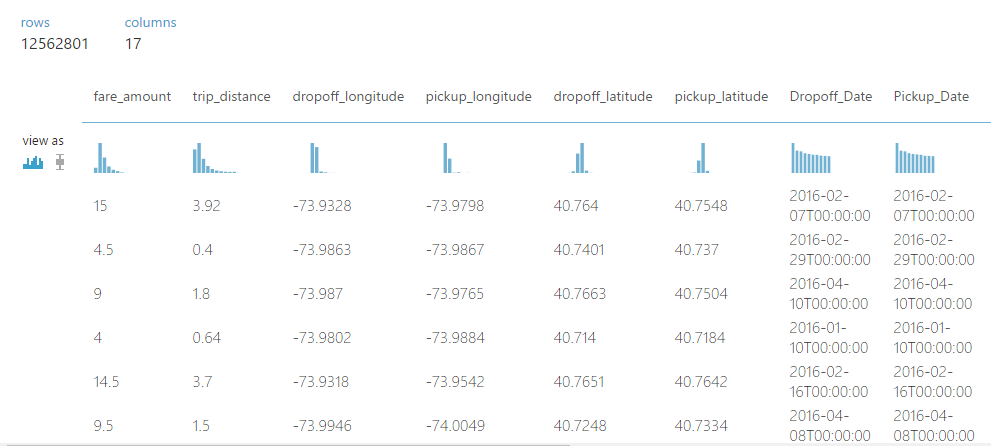 rows columns
12562801 17
fare_amount trip_distance dropoff_longitude pickup_longitude dropoff_latitude pickup_latitude Dropoff_Date Pickup_Date
view as
15 3.92 -73.9328 -73.9798 40.764 40.7548 2016-02-07T00:00:00 2016-02-07T00:00:00
4.5 0.4 -73.9863 -73.9867 40.7401 40.737 2016-02-29T00:00:00 2016-02-29T00:00:00
9 1.8 -73.987 -73.9765 40.7663 40.7504 2016-04-10T00:00:00 2016-04-10T00:00:00
4 0.64 -73.9802 -73.9884 40.714 40.7184 2016-01-10T00:00:00 2016-01-10T00:00:00
14.5 3.7 -73.9318 -73.9542 40.7651 40.7642 2016-02-16T00:00:00 2016-02-16T00:00:00
9.5 1.5 -73.9946 -74.0049 40.7248 40.7334 2016-04-08T00:00:00 2016-04-08T00:00:00